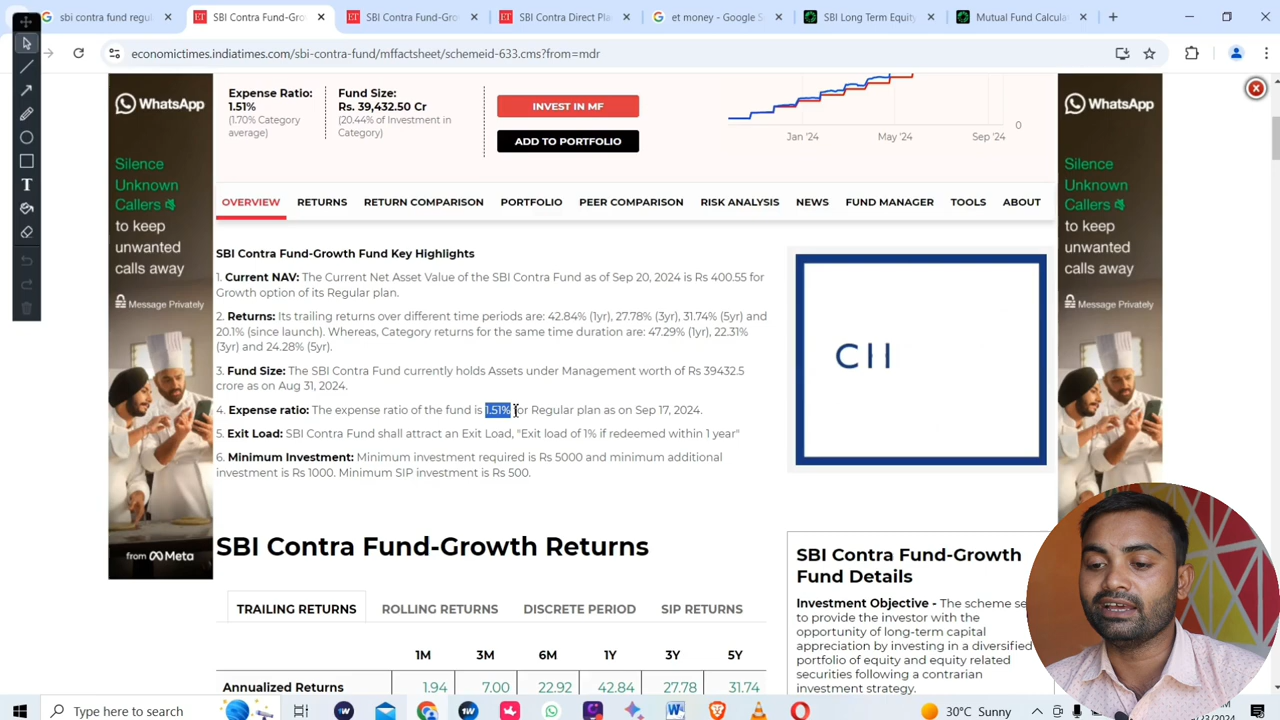 sbi contra fund regul
SBI Contra Fund-Gro
SBI Contra Fund-Gro
SBI Contra Direct Pla
et money - Google S
SBI Long Term Equity
Mutual Fund Calcula
economictimes.indiatimes.com/sbi-contra-fund/mffactsheet/schemeid-633.cms?from=mdr
WhatsApp
Silence
Unknown
Callers
to keep
unwanted
calls away
Message Privately
from Meta
Expense Ratio:
1.51%
(1.70% Category
average)
Fund Size:
Rs. 39,432.50 Cr
(20.44% of Investment in
Category)
INVEST IN MF
ADD TO PORTFOLIO
Jan '24 May '24 Sep '24
0
OVERVIEW RETURNS RETURN COMPARISON PORTFOLIO PEER COMPARISON RISK ANALYSIS NEWS FUND MANAGER TOOLS ABOUT
SBI Contra Fund-Growth Fund Key Highlights
1. Current NAV: The Current Net Asset Value of the SBI Contra Fund as of Sep 20, 2024 is Rs 400.55 for
Growth option of its Regular plan.
2. Returns: Its trailing returns over different time periods are: 42.84% (1yr), 27.78% (3yr), 31.74% (5yr) and
20.1% (since launch). Whereas, Category returns for the same time duration are: 47.29% (1yr), 22.31%
(3yr) and 24.28% (5yr).
3. Fund Size: The SBI Contra Fund currently holds Assets under Management worth of Rs 39432.5
crore as on Aug 31, 2024.
4. Expense ratio: The expense ratio of the fund is 1.51% for Regular plan as on Sep 17, 2024.
5. Exit Load: SBI Contra Fund shall attract an Exit Load, "Exit load of 1% if redeemed within 1 year"
6. Minimum Investment: Minimum investment required is Rs 5000 and minimum additional
investment is Rs 1000. Minimum SIP investment is Rs 500.
SBI Contra Fund-Growth Returns
TRAILING RETURNS ROLLING RETURNS DISCRETE PERIOD SIP RETURNS
1M 3M 6M 1Y 3Y 5Y
Annualized Returns 1.94 7.00 22.92 42.84 27.78 31.74
SBI Contra Fund-Growth
Fund Details
Investment Objective - The scheme se
to provide the investor with the
opportunity of long-term capital
appreciation by investing in a diversified
portfolio of equity and equity related
securities following a contrarian
investment strategy.
WhatsApp
Silence
Unknown
Callers
to keep
unwanted
calls away
Message Privately
T
Type here to search
30°C Sunny